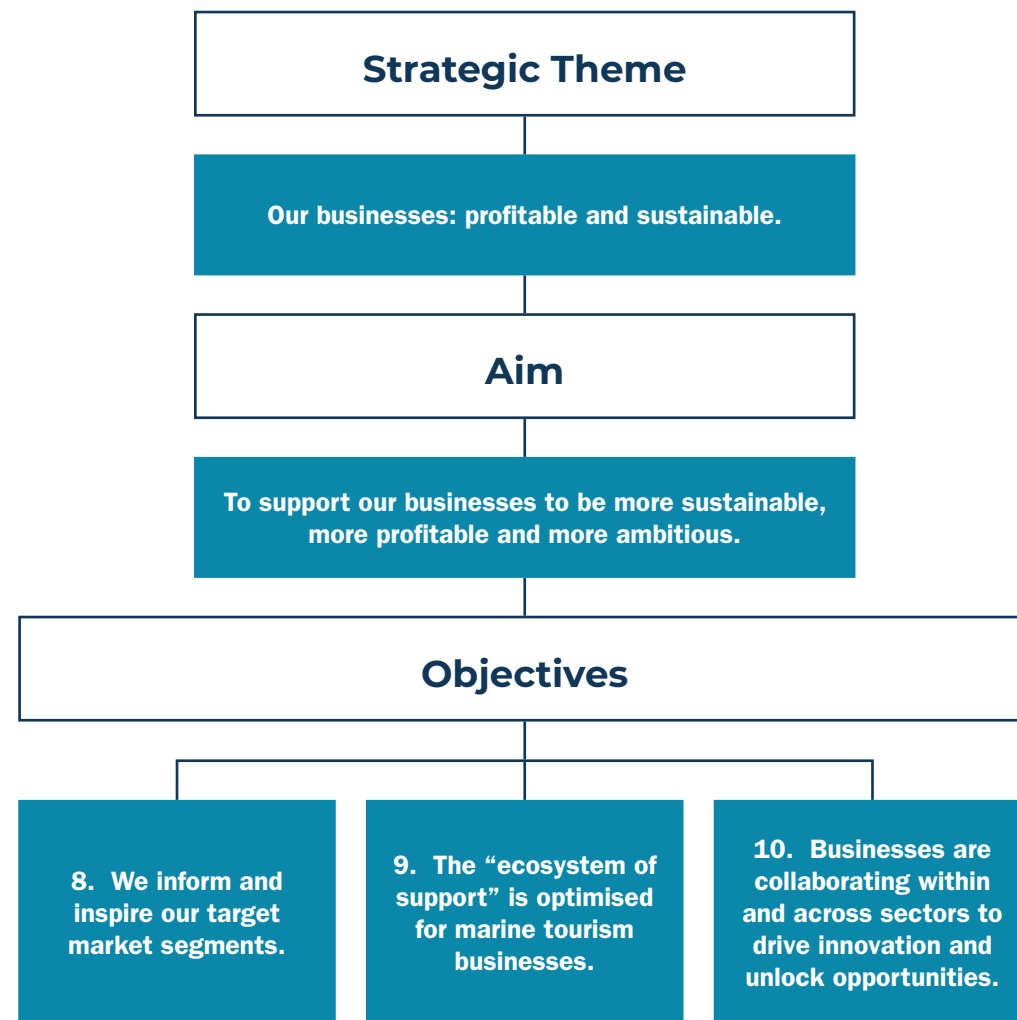 Strategic Theme
Our businesses: profitable and sustainable.
Aim
To support our businesses to be more sustainable,
more profitable and more ambitious.
Objectives
8. We inform and
inspire our target
market segments.
9. The “ecosystem of
support” is optimised
for marine tourism
businesses.
10. Businesses are
collaborating within
and across sectors to
drive innovation and
unlock opportunities.